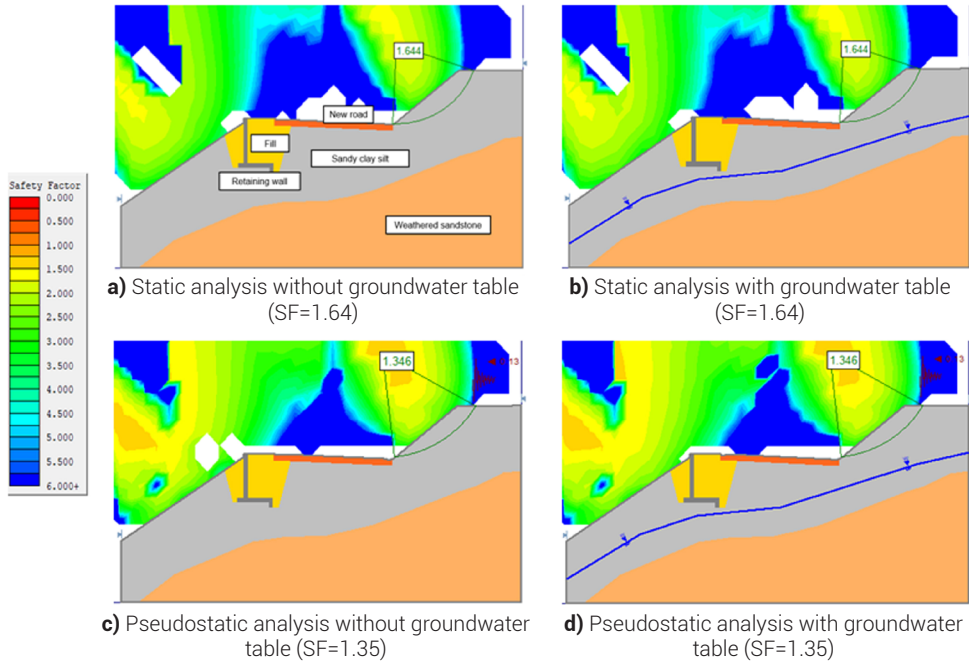 1.644
New road
Fill
Sandy clay silt
Retaining wall
Weathered sandstone
a) Static analysis without groundwater table
(SF=1.64)
1.644
b) Static analysis with groundwater table
(SF=1.64)
Safety Factor
0.000
0.500
1.000
1.500
2.000
2.500
3.000
3.500
4.000
4.500
5.000
5.500
6.000+
1.346
c) Pseudostatic analysis without groundwater
table (SF=1.35)
1.346
d) Pseudostatic analysis with groundwater
table (SF=1.35)